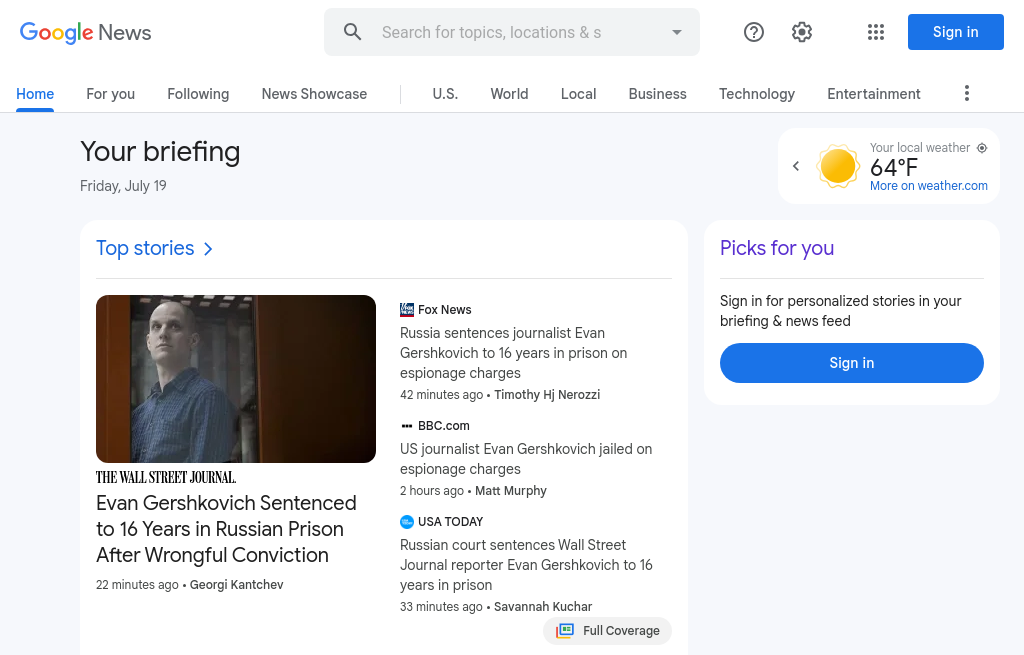 Google News
Search for topics, locations & s
Sign in
Home For you Following News Showcase U.S. World Local Business Technology Entertainment
Your briefing
Friday, July 19
Your local weather
64°F
More on weather.com
Top stories
THE WALL STREET JOURNAL.
Evan Gershkovich Sentenced
to 16 Years in Russian Prison
After Wrongful Conviction
22 minutes ago • Georgi Kantchev
Fox News
Russia sentences journalist Evan
Gershkovich to 16 years in prison on
espionage charges
42 minutes ago • Timothy Hj Nerozzi
BBC.com
US journalist Evan Gershkovich jailed on
espionage charges
2 hours ago • Matt Murphy
USA TODAY
Russian court sentences Wall Street
Journal reporter Evan Gershkovich to 16
years in prison
33 minutes ago • Savannah Kuchar
Full Coverage
Picks for you
Sign in for personalized stories in your
briefing & news feed
Sign in